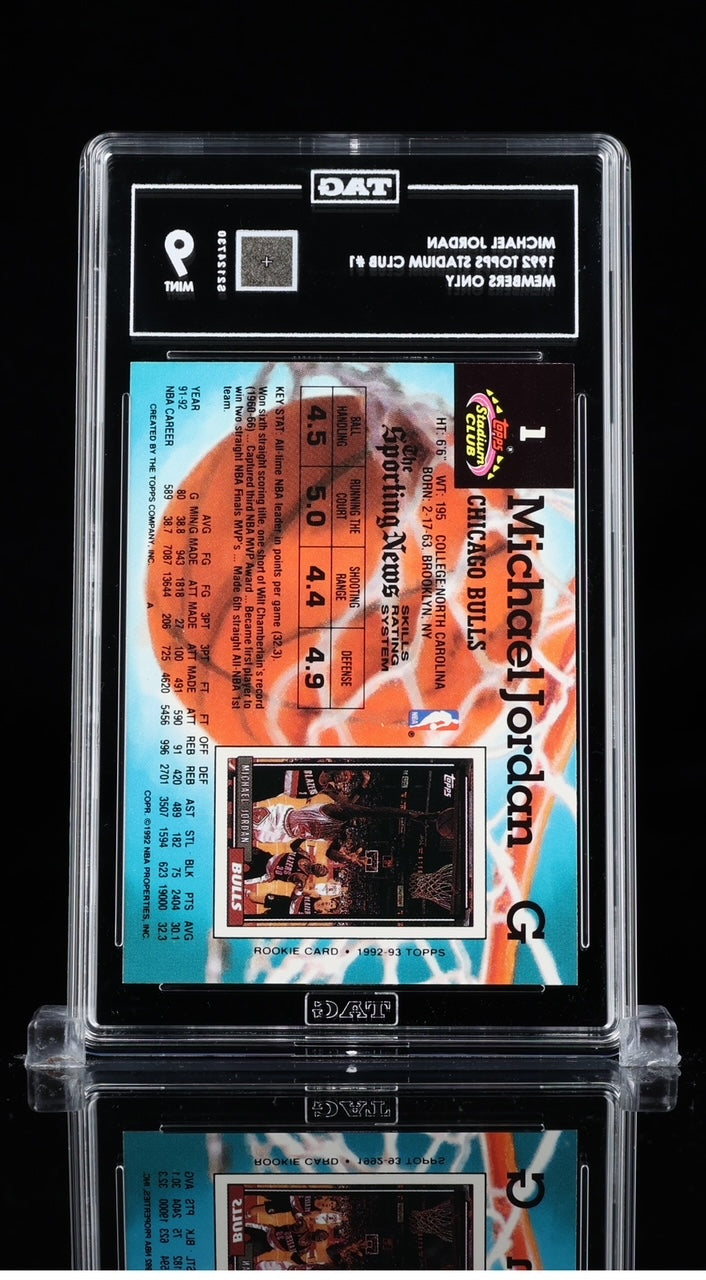 TAG
MICHAEL JORDAN
1992 TOPPS STADIUM CLUB #1
MEMBERS ONLY
S2124730
9
MINT
1
Michael Jordan G
Topps
Stadium
CLUB
®
CHICAGO BULLS
HT: 6'6" WT: 195 COLLEGE: NORTH CAROLINA
BORN: 2-17-63, BROOKLYN, NY
NBA
®
The
Sporting News
SKILLS
RATING
SYSTEM
BALL HANDLING
RUNNING THE COURT
SHOOTING RANGE
DEFENSE
4.5 5.0 4.4 4.9
KEY STAT: All-time NBA leader in points per game (32.3).
Won sixth straight scoring title, one short of Wilt Chamberlain's record
(1960-66) ... Captured third NBA MVP Award ... Became first player to
win two straight NBA Finals MVP's ... Made 6th straight All-NBA 1st
team.
AVG FG FG 3PT 3PT FT FT OFF DEF
YEAR G MIN/G MADE ATT MADE ATT MADE ATT REB REB AST STL BLK PTS AVG
91-92 80 38.8 943 1818 27 100 491 590 91 420 489 182 75 2404 30.1
NBA CAREER 589 38.7 7087 13644 206 725 4620 5456 996 2701 3507 1594 623 19000 32.3
CREATED BY THE TOPPS COMPANY, INC. A COPR. © 1992 NBA PROPERTIES, INC.
TOPPS
BLAZERS
MICHAEL JORDAN
BULLS
ROOKIE CARD • 1992-93 TOPPS
TAG